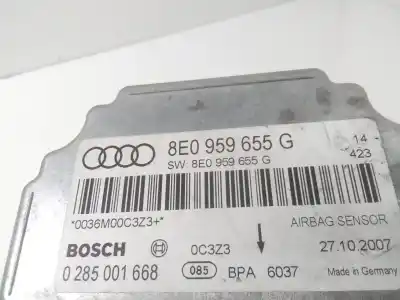 8E0 959 655 G
SW: 8E0 959 655 G
14
423
*0036M00C3Z3+*
AIRBAG SENSOR
BOSCH
0C3Z3
27.10 2007
0 285 001 668
085
BPA 6037
Made in Germany